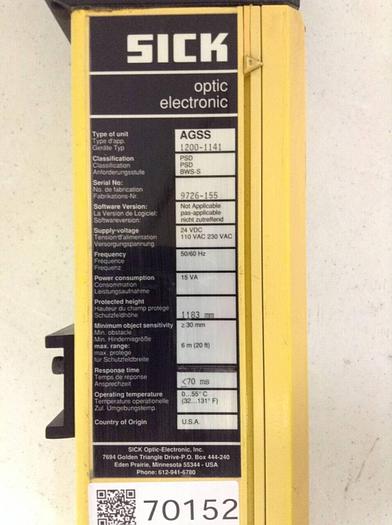 SICK
optic
electronic
Type of unit AGSS
Type d'app.
Geräte Typ 1200-1141
Classification PSD
Classification PSD
Anforderungsstufe BWS-S
Serial No:
No. de fabrication
Fabrikations-Nr. 9726-155
Software Version: Not Applicable
La Version de Logiciel: pas-applicable
Softwareversion: nicht zutreffend
Supply-voltage 24 VDC
Tension d'alimentation 110 VAC 230 VAC
Versorgungspannung
Frequency 50/60 Hz
Fréquence
Frequenz
Power consumption 15 VA
Consommation
Leistungsaufnahme
Protected height
Hauteur du champ protege
Schutzfeldhöhe 1183 mm
Minimum object sensitivity ≥ 30 mm
Min. obstacle
Min. Hindernisgröße
max. range: 6 m (20 ft)
max. protege
für Schutzfeldbreite
Response time
Temps de réponse
Ansprechzeit <70 ms
Operating temperature 0...55° C
Temperature operationelle (32...131° F)
Zul. Umgebungstemp.
Country of Origin U.S.A.
SICK Optic-Electronic, Inc.
7694 Golden Triangle Drive-P.O. Box 444-240
Eden Prairie, Minnesota 55344 - USA
Phone: 612-941-6780
70152